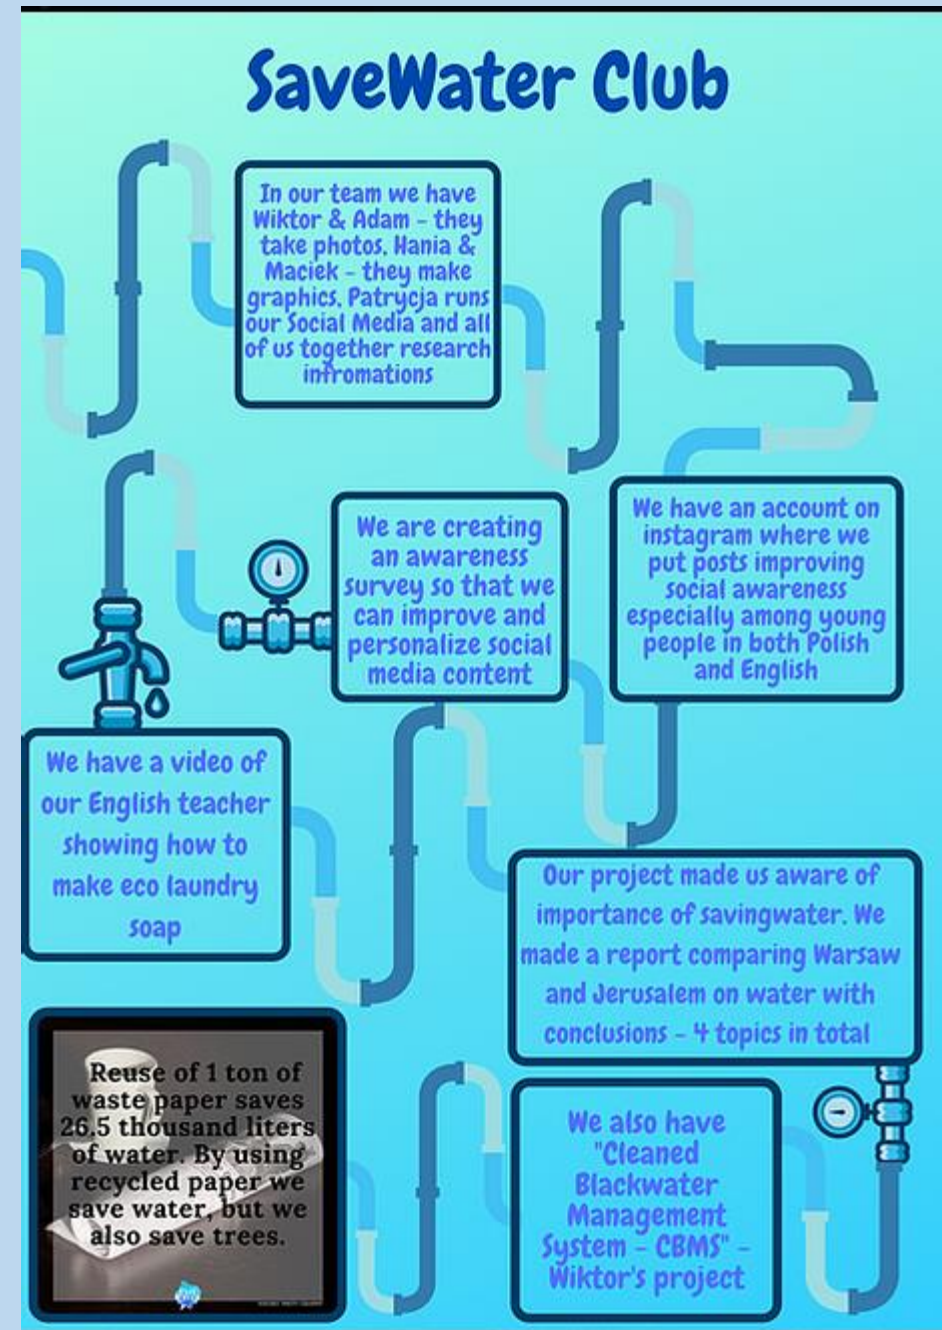 SaveWater Club
In our team we have
Wiktor & Adam - they
take photos, Hania &
Maciek - they make
graphics, Patrycja runs
our Social Media and all
of us together research
infromations
We are creating
an awareness
survey so that we
can improve and
personalize social
media content
We have an account on
instagram where we
put posts improving
social awareness
especially among young
people in both Polish
and English
We have a video of
our English teacher
showing how to
make eco laundry
soap
Our project made us aware of
importance of savingwater. We
made a report comparing Warsaw
and Jerusalem on water with
conclusions - 4 topics in total
Reuse of 1 ton of
waste paper saves
26.5 thousand liters
of water. By using
recycled paper we
save water, but we
also save trees.
We also have
"Cleaned
Blackwater
Management
System - CBMS" -
Wiktor's project